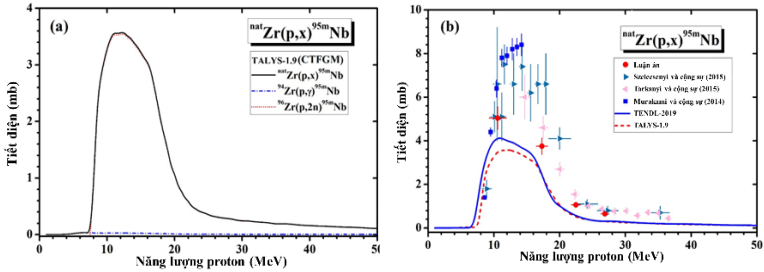 (a)
natZr(p,x)95mNb
TALYS-1.9(CTFGM)
natZr(p,x)95mNb
94Zr(p,γ)95mNb
96Zr(p,2n)95mNb
Tiết diện (mb)
4
3
2
1
0
0 10 20 30 40 50
Năng lượng proton (MeV)
natZr(p,x)95mNb
(b)
Luận án
Szelecsenyi và cộng sự (2015)
Tarkanyi và cộng sự (2015)
Murakami và cộng sự (2014)
TENDL-2019
TALYS-1.9
Tiết diện (mb)
10
8
6
4
2
0
0 10 20 30 40 50
Năng lượng proton (MeV)